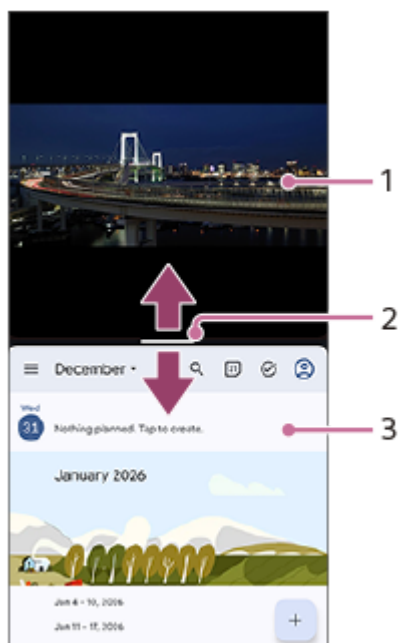 1
2
December
31
3
Wed
31
Nothing planned. Tap to create.
January 2026
Jan 4 – 10, 2026
Jan 11 – 17, 2026
+